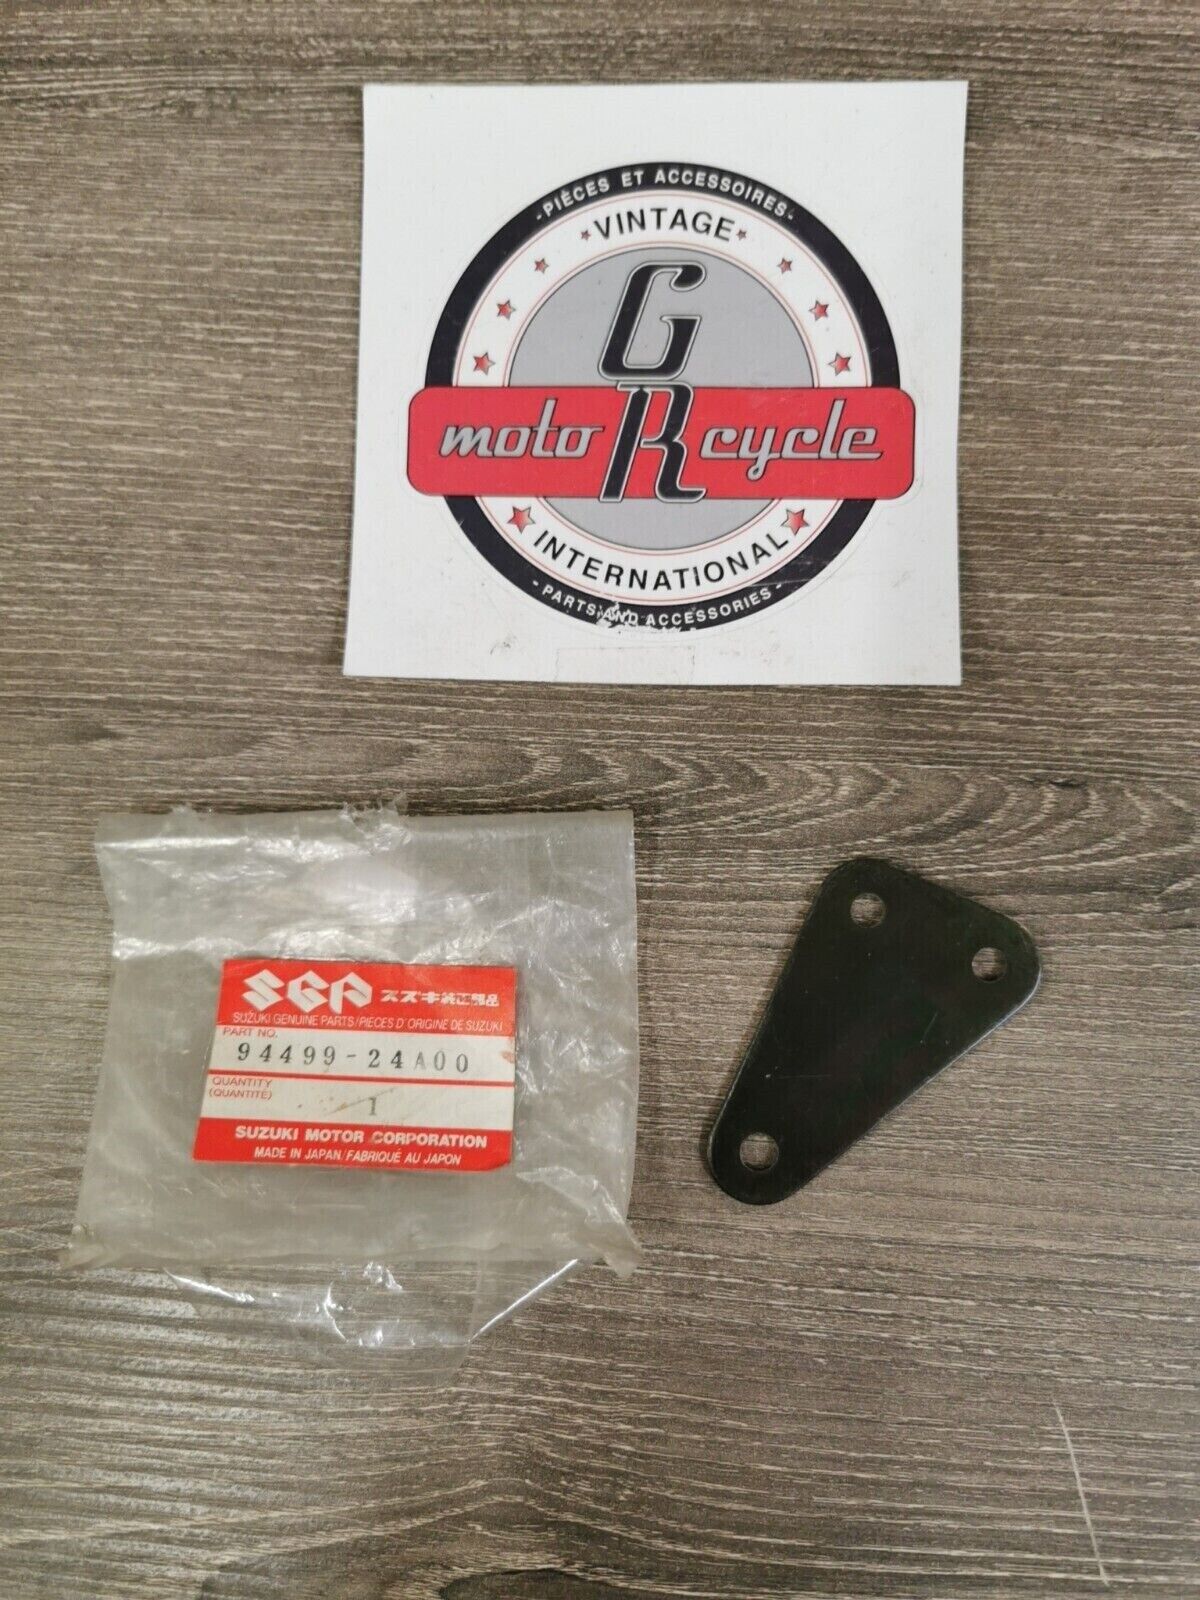 -PIÈCES ET ACCESSOIRES-
VINTAGE
G
moto R cycle
INTERNATIONAL
-PARTS AND ACCESSORIES-
SGP スズキ純正部品
SUZUKI GENUINE PARTS/PIECES D'ORIGINE DE SUZUKI
PART NO.
94499-24A00
QUANTITY
(QUANTITÉ)
1
SUZUKI MOTOR CORPORATION
MADE IN JAPAN/FABRIQUÉ AU JAPON